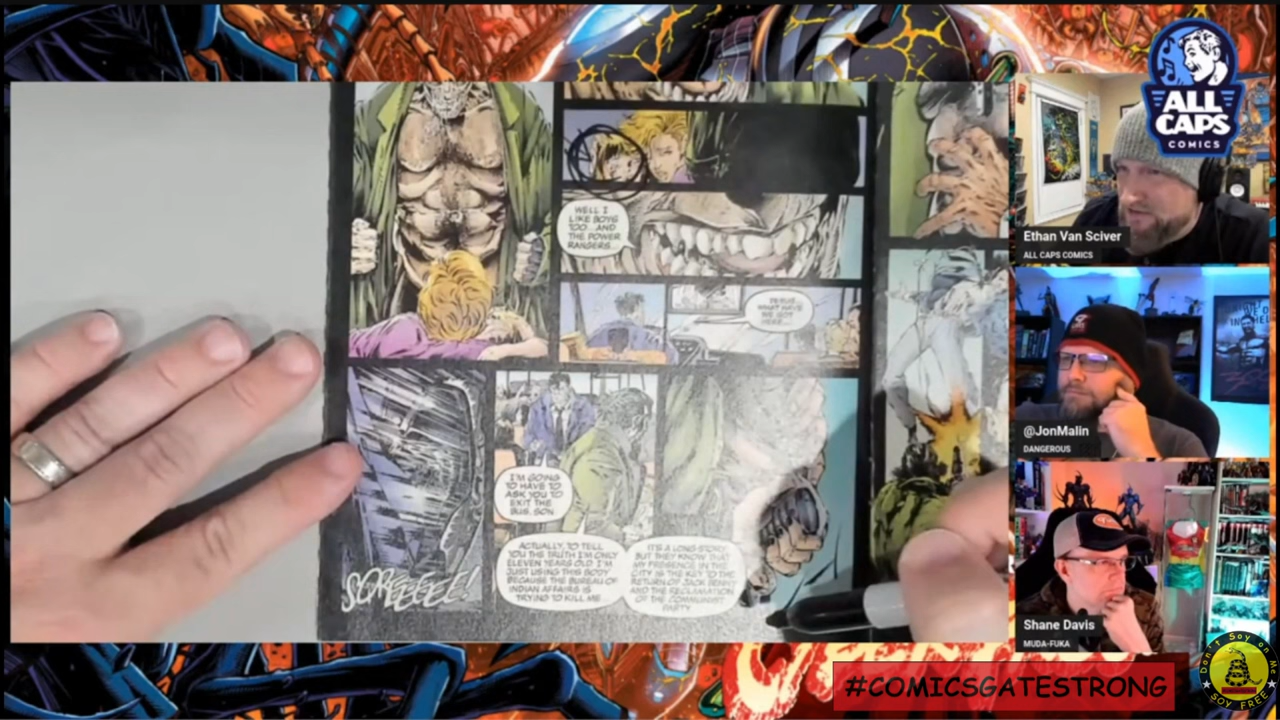 ALL
CAPS
COMICS
WELL I
LIKE BOYS
TOO...AND
THE POWER
RANGERS...
WHAT HAVE
WE GOT
HERE...
SCREEEEE!
I'M GOING
TO HAVE TO
ASK YOU TO
EXIT THE
BUS, SON
ACTUALLY, TO TELL
YOU THE TRUTH I'M ONLY
ELEVEN YEARS OLD. I'M
JUST USING THIS BODY
BECAUSE THE BUREAU OF
INDIAN AFFAIRS IS
TRYING TO KILL ME
IT'S A LONG STORY
BUT THEY KNOW THAT
MY PRESENCE IN THE
CITY IS THE KEY TO THE
RETURN OF JACK BENNY
AND THE RECLAMATION
OF THE COMMUNIST
PARTY
Ethan Van Sciver
ALL CAPS COMICS
@JonMalin
DANGEROUS
Shane Davis
MUDA-FUKA
#COMICSGATESTRONG
Don't Soy on Me
SOY FREE